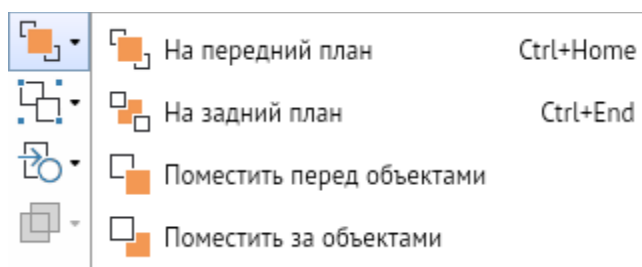 На передний план Ctrl+Home
На задний план Ctrl+End
Поместить перед объектами
Поместить за объектами